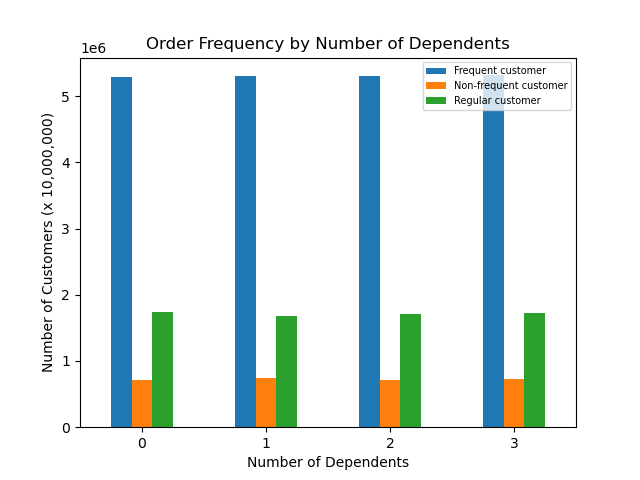 Order Frequency by Number of Dependents
1e6
Frequent customer
Non-frequent customer
Regular customer
5
4
3
2
1
0
Number of Customers (x 10,000,000)
0 1 2 3
Number of Dependents